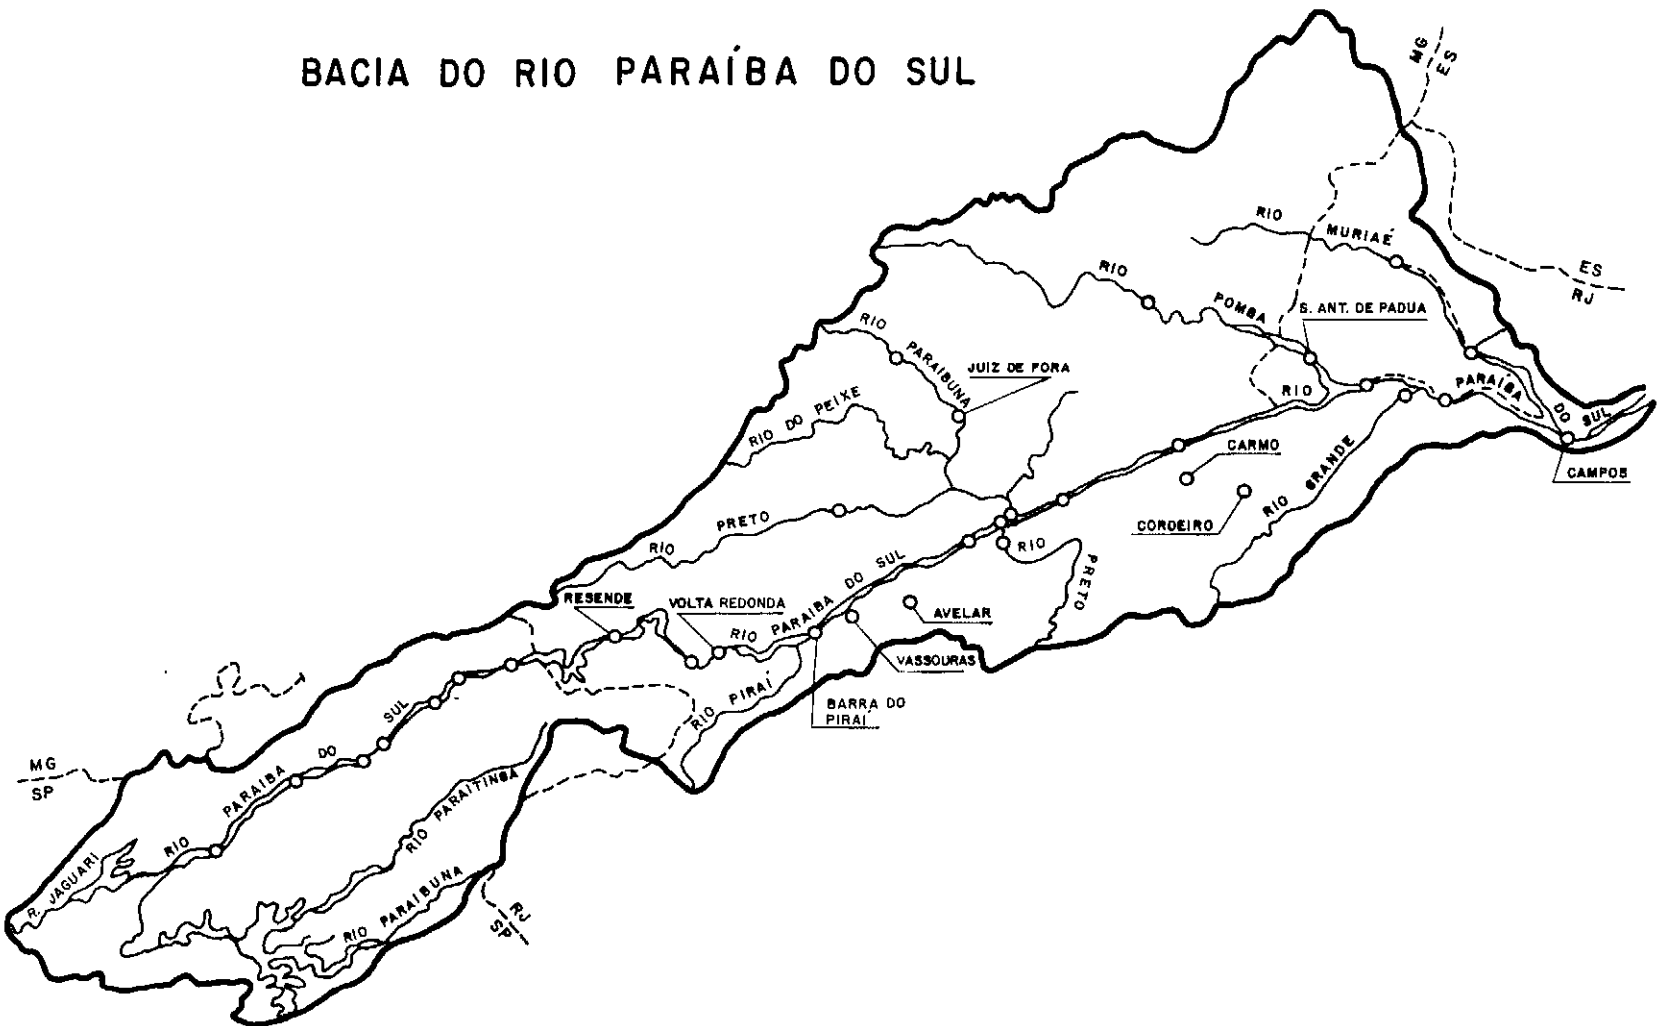 BACIA DO RIO PARAÍBA DO SUL
MG
ES
RIO MURIAÉ
ES
RJ
RIO POMBA
S. ANT. DE PADUA
RIO PARAIBUNA
JUIZ DE FORA
RIO DO PEIXE
RIO PARAÍBA DO SUL
CARMO
RIO GRANDE
CAMPOS
CORDEIRO
RIO PRETO
RIO PRETO
RESENDE
VOLTA REDONDA
RIO PARAIBA DO SUL
AVELAR
VASSOURAS
RIO PIRAÍ
BARRA DO
PIRAÍ
MG
SP
RIO PARAIBA DO SUL
RIO PARAITINGA
R. JAGUARI
RIO PARAIBUNA
RJ
SP